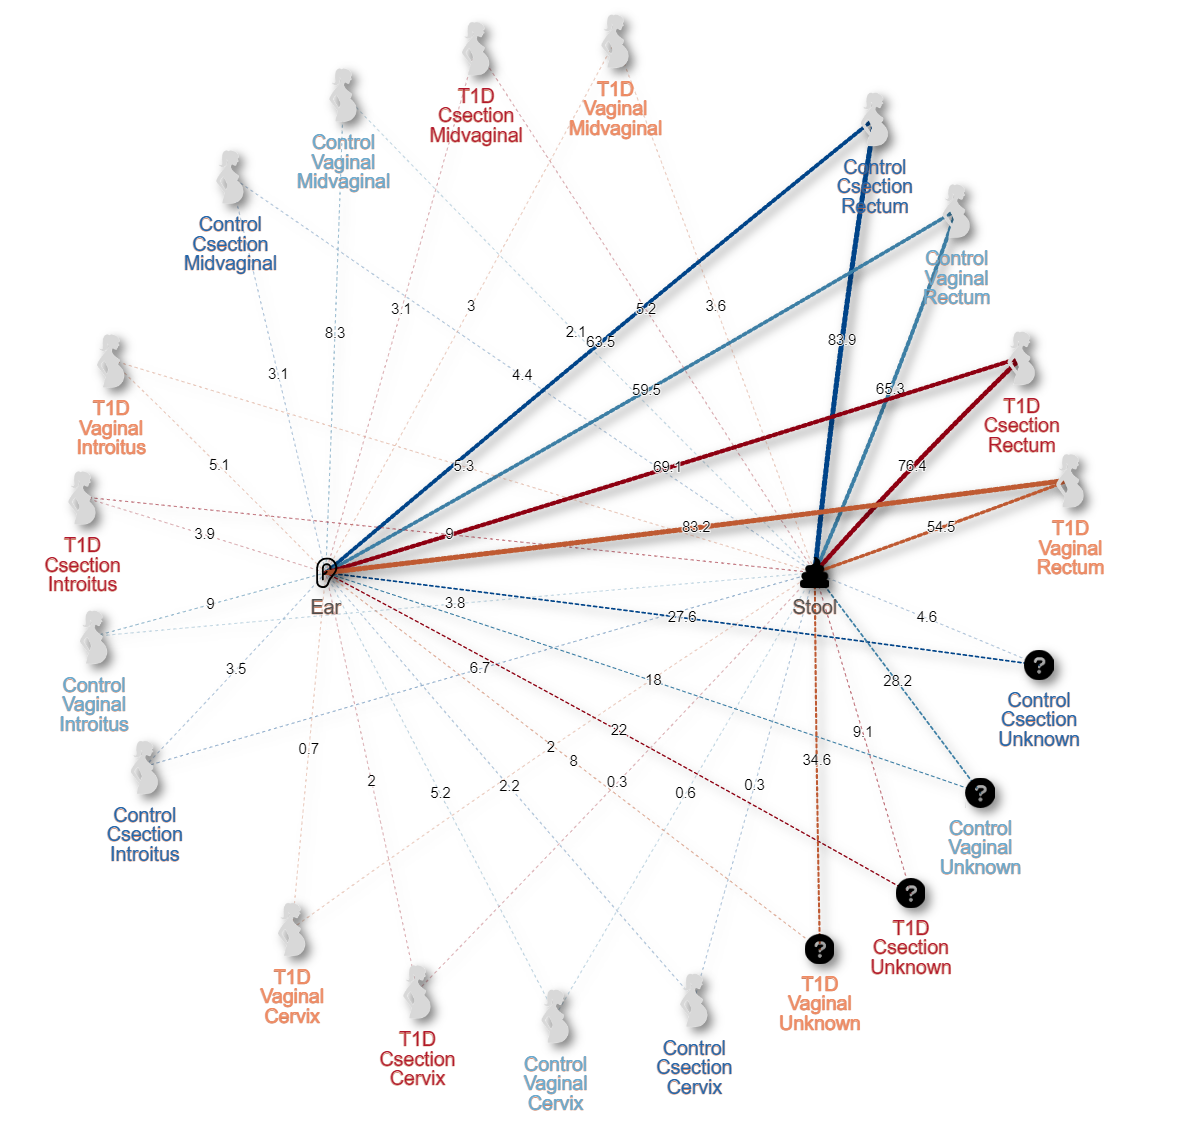 T1D
Csection
Midvaginal
T1D
Vaginal
Midvaginal
Control
Vaginal
Midvaginal
Control
Csection
Midvaginal
Control
Csection
Rectum
Control
Vaginal
Rectum
3.1
3
5.2
3.6
8.3
2.1
63.5
83.9
3.1
4.4
59.5
65.3
T1D
Vaginal
Introitus
T1D
Csection
Rectum
5.1
5.3
69.1
76.4
3.9
9
83.2
54.5
T1D
Csection
Introitus
T1D
Vaginal
Rectum
Ear
Stool
9
3.8
27.6
4.6
3.5
6.7
18
28.2
Control
Vaginal
Introitus
?
Control
Csection
Unknown
0.7
2
22
9.1
8
34.6
2
5.2
2.2
0.3
0.6
0.3
?
Control
Vaginal
Unknown
Control
Csection
Introitus
?
T1D
Csection
Unknown
?
T1D
Vaginal
Unknown
T1D
Vaginal
Cervix
T1D
Csection
Cervix
Control
Vaginal
Cervix
Control
Csection
Cervix